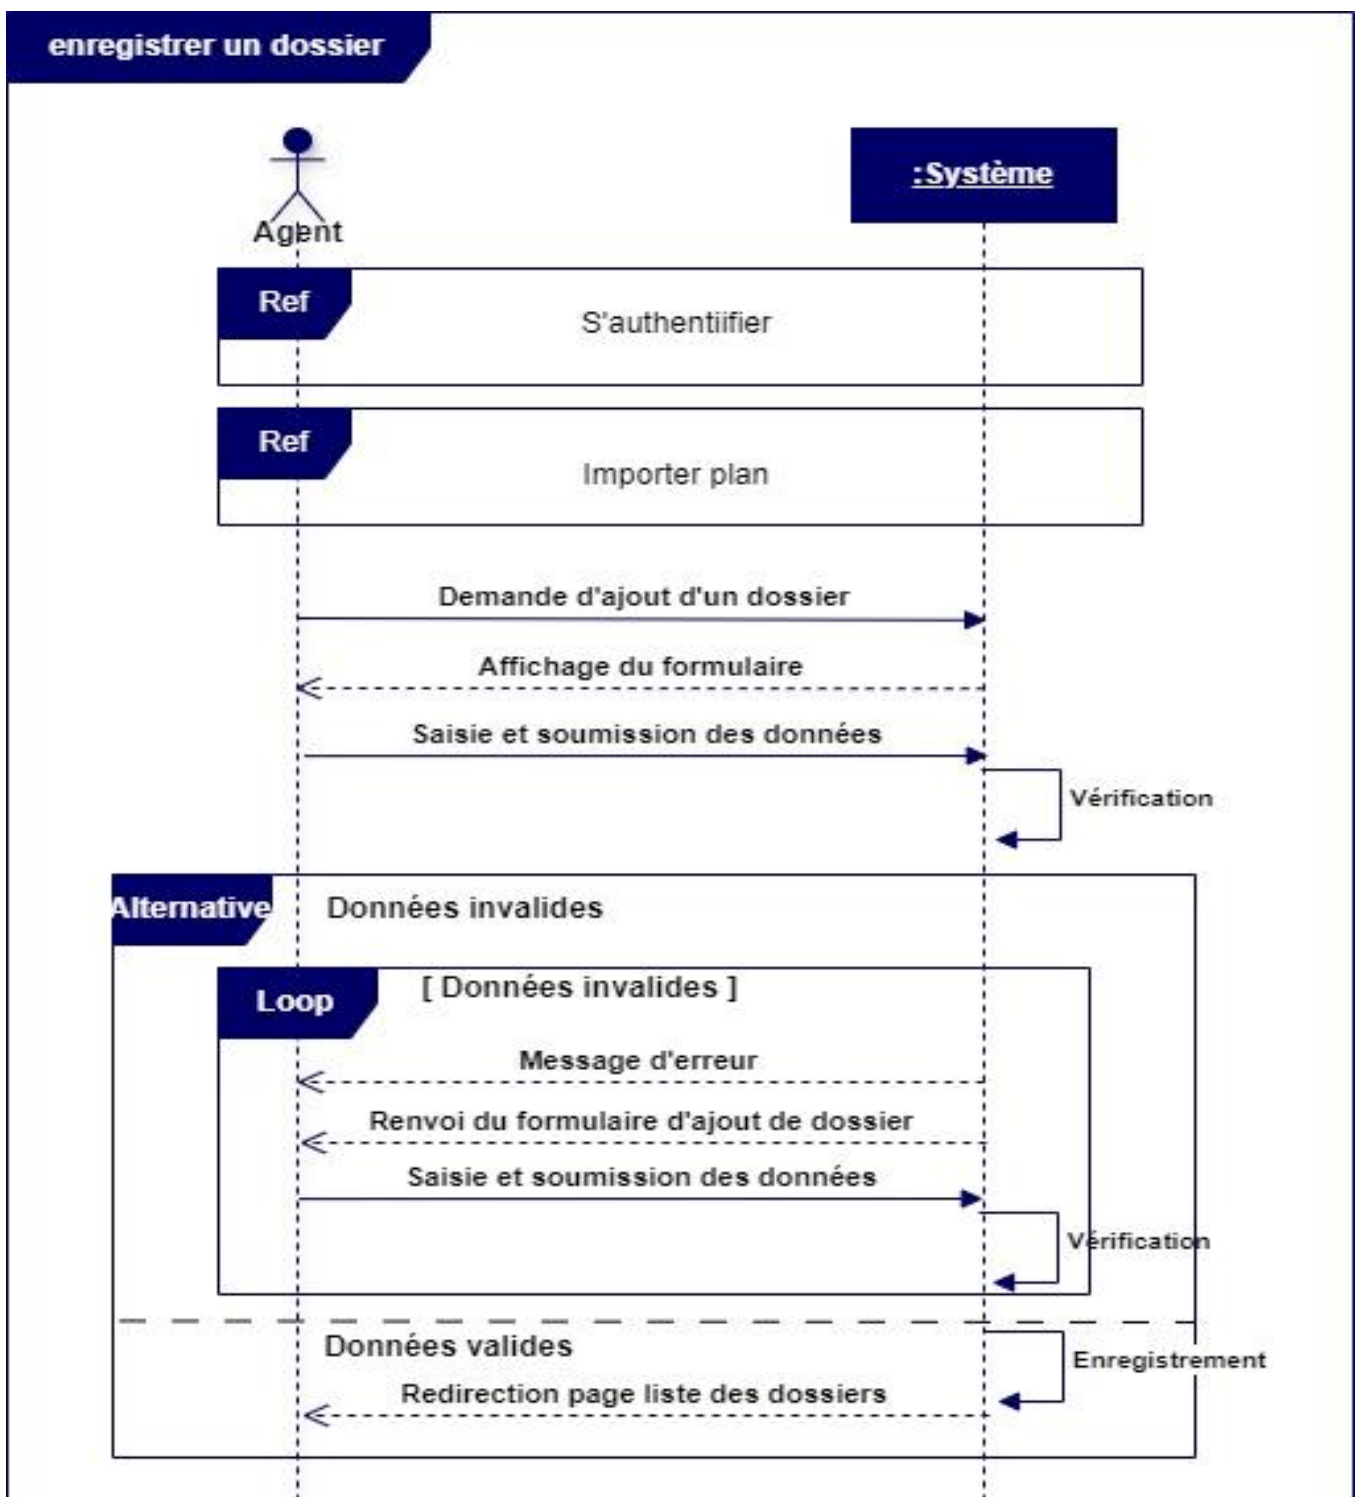 enregistrer un dossier
:Système
Agent
Ref
S'authentiifier
Ref
Importer plan
Demande d'ajout d'un dossier
Affichage du formulaire
Saisie et soumission des données
Vérification
Alternative
Données invalides
Loop
[ Données invalides ]
Message d'erreur
Renvoi du formulaire d'ajout de dossier
Saisie et soumission des données
Vérification
Données valides
Enregistrement
Redirection page liste des dossiers